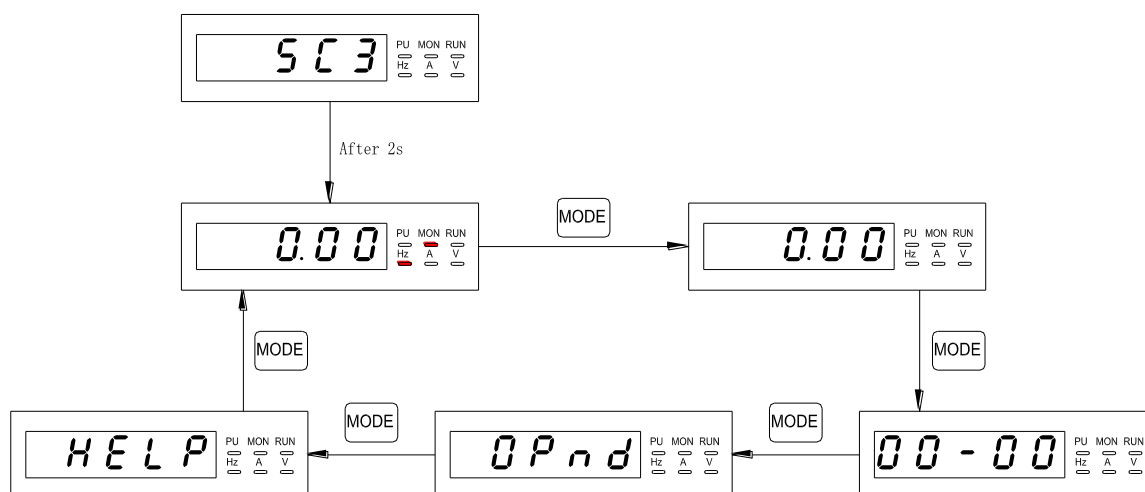 SC3
PU MON RUN
Hz A V
After 2s
0.00
PU MON RUN
Hz A V
MODE
0.00
PU MON RUN
Hz A V
MODE
MODE
HELP
PU MON RUN
Hz A V
MODE
OPnd
PU MON RUN
Hz A V
MODE
00-00
PU MON RUN
Hz A V